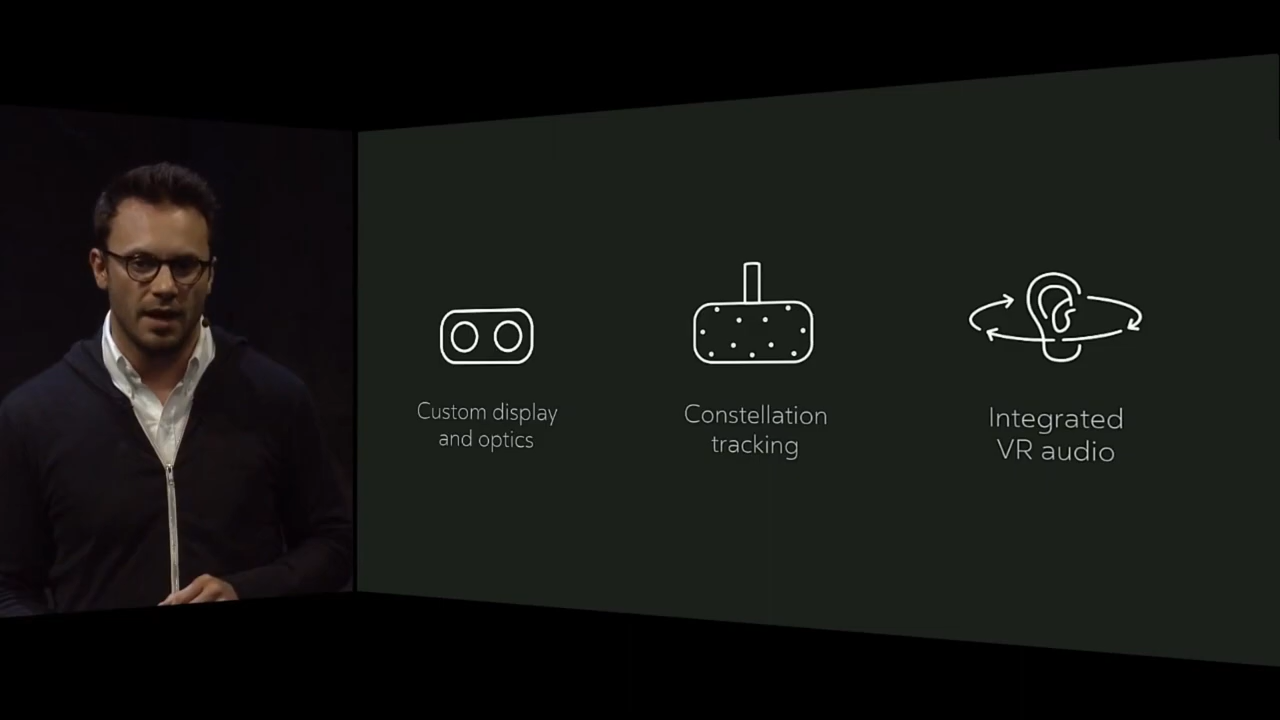 Custom display
and optics
Constellation
tracking
Integrated
VR audio